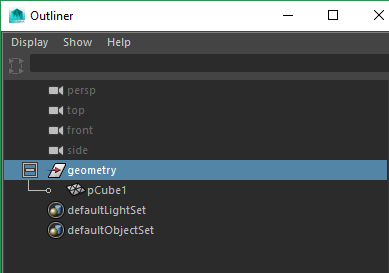 Outliner
Display Show Help
persp
top
front
side
geometry
pCube1
defaultLightSet
defaultObjectSet